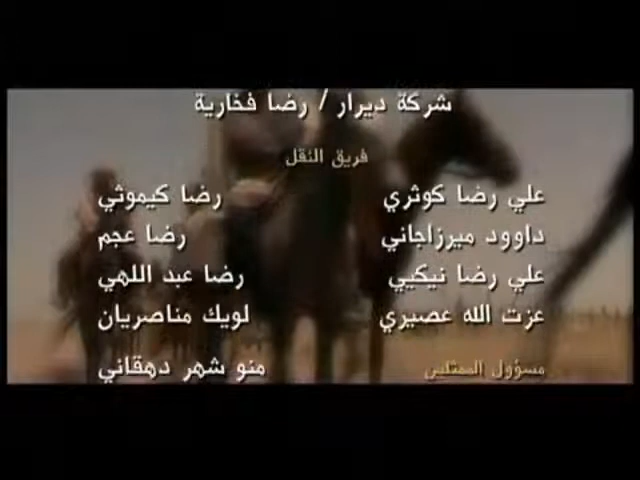 شركة ديرار / رضا فخارية
فريق النقل
علي رضا كوثري رضا كيموثي
داوود ميرزاجاني رضا عجم
علي رضا نيكيي رضا عبد اللهي
عزت الله عصيري لويك مناصريان
مسؤول الممثلين منو شهر دهقاني